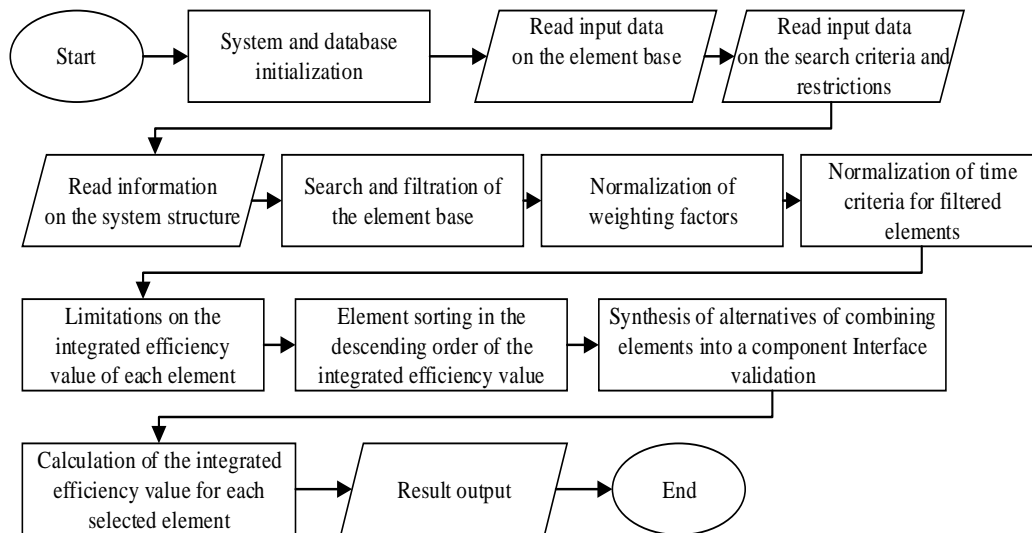 Start
System and database
initialization
Read input data
on the element base
Read input data
on the search criteria and
restrictions
Read information
on the system structure
Search and filtration of
the element base
Normalization of
weighting factors
Normalization of time
criteria for filtered
elements
Limitations on the
integrated efficiency
value of each element
Element sorting in the
descending order of the
integrated efficiency value
Synthesis of alternatives of combining
elements into a component Interface
validation
Calculation of the integrated
efficiency value for each
selected element
Result output
End